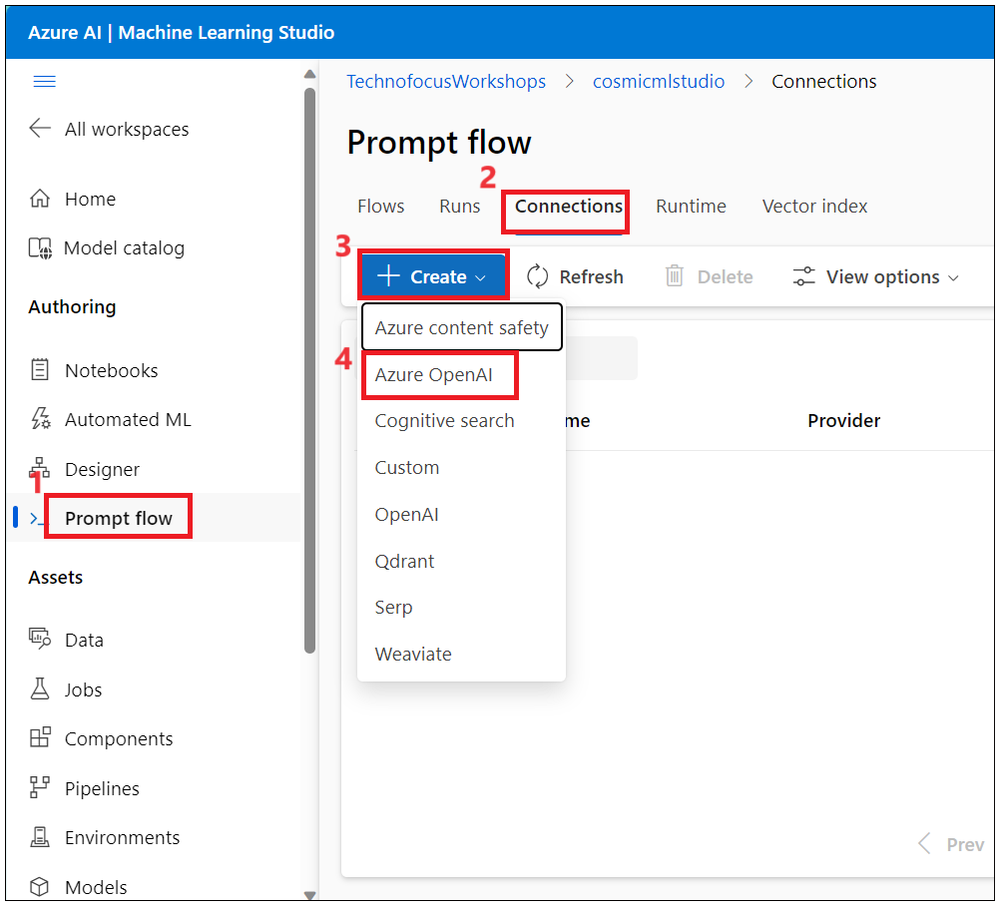 Azure AI | Machine Learning Studio
All workspaces
Home
Model catalog
Authoring
Notebooks
Automated ML
Designer
1
Prompt flow
Assets
Data
Jobs
Components
Pipelines
Environments
Models
TechnofocusWorkshops > cosmicmlstudio > Connections
Prompt flow
2
Flows Runs Connections Runtime Vector index
3
+ Create Refresh Delete View options
Azure content safety
4
Azure OpenAI
Cognitive search
Custom
OpenAI
Qdrant
Serp
Weaviate
me Provider
Prev